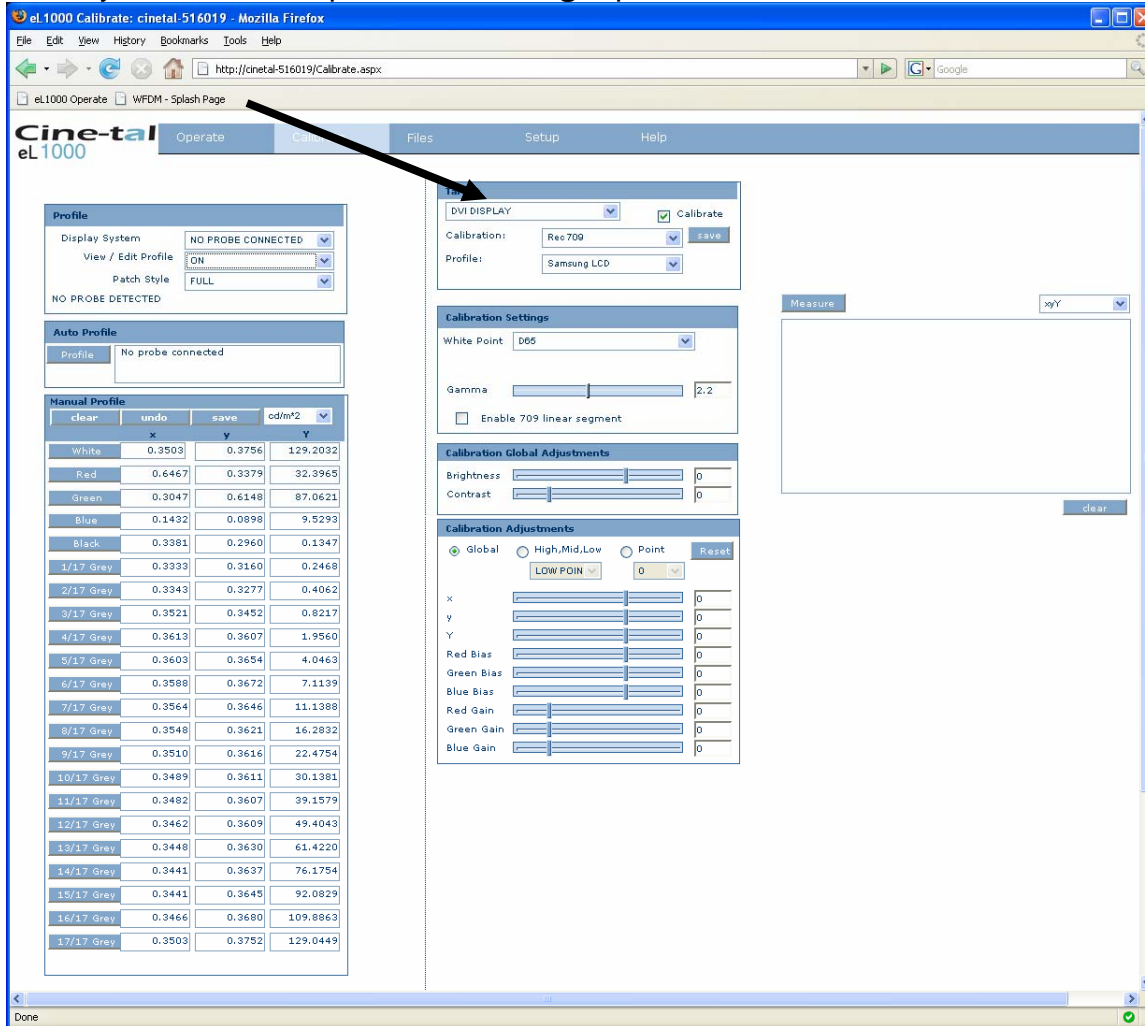 eL1000 Calibrate: cinetal-516019 - Mozilla Firefox
File Edit View History Bookmarks Tools Help
http://cinetal-516019/Calibrate.aspx
Google
eL1000 Operate WFDM - Splash Page
Cine-tal
eL1000
Operate Files Setup Help
Profile
Display System NO PROBE CONNECTED
View / Edit Profile ON
Patch Style FULL
NO PROBE DETECTED
Auto Profile
Profile No probe connected
Manual Profile
clear undo save cd/m^2
x y Y
White 0.3503 0.3756 129.2032
Red 0.6467 0.3379 32.3965
Green 0.3047 0.6148 87.0621
Blue 0.1432 0.0898 9.5293
Black 0.3381 0.2960 0.1347
1/17 Grey 0.3333 0.3160 0.2468
2/17 Grey 0.3343 0.3277 0.4062
3/17 Grey 0.3521 0.3452 0.8217
4/17 Grey 0.3613 0.3607 1.9560
5/17 Grey 0.3603 0.3654 4.0463
6/17 Grey 0.3588 0.3672 7.1139
7/17 Grey 0.3564 0.3646 11.1388
8/17 Grey 0.3548 0.3621 16.2832
9/17 Grey 0.3510 0.3616 22.4754
10/17 Grey 0.3489 0.3611 30.1381
11/17 Grey 0.3482 0.3607 39.1579
12/17 Grey 0.3462 0.3609 49.4043
13/17 Grey 0.3448 0.3630 61.4220
14/17 Grey 0.3441 0.3637 76.1754
15/17 Grey 0.3441 0.3645 92.0829
16/17 Grey 0.3466 0.3680 109.8863
17/17 Grey 0.3503 0.3752 129.0449
DVI DISPLAY Calibrate
Calibration: Rec709 save
Profile: Samsung LCD
Calibration Settings
White Point D65
Gamma 2.2
Enable 709 linear segment
Calibration Global Adjustments
Brightness 0
Contrast 0
Calibration Adjustments
Global High,Mid,Low Point Reset
LOW POIN 0
x 0
y 0
Y 0
Red Bias 0
Green Bias 0
Blue Bias 0
Red Gain 0
Green Gain 0
Blue Gain 0
Measure xyY
clear
Done